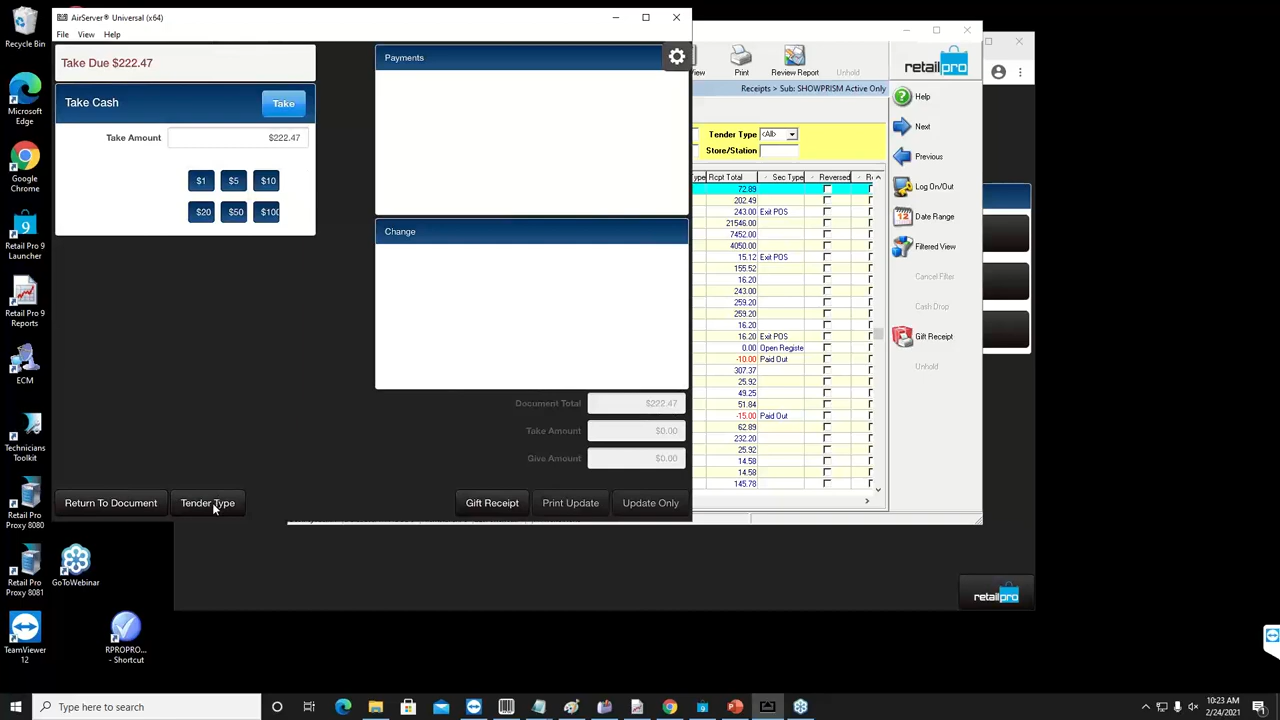 Recycle Bin
Microsoft Edge
Google Chrome
Retail Pro 9 Launcher
Retail Pro 9 Reports
ECM
Technicians Toolkit
Retail Pro Proxy 8080
Retail Pro Proxy 8081
GoToWebinar
TeamViewer 12
RPROPRO... - Shortcut
AirServer® Universal (x64)
File View Help
Take Due $222.47
Take Cash
Take
Take Amount $222.47
$1 $5 $10
$20 $50 $100
Payments
Change
Document Total $222.47
Take Amount $0.00
Give Amount $0.00
Return To Document
Tender Type
Gift Receipt
Print Update
Update Only
Print
Review Report
Unhold
Receipts > Sub: SHOWPRISM Active Only
Tender Type <All>
Store/Station
Rcpt Total Sec Type Reversed
72.89
202.49
243.00 Exit POS
21546.00
7452.00
4050.00
15.12 Exit POS
155.52
16.20
243.00
259.20
259.20
16.20
16.20 Exit POS
0.00 Open Registe
-10.00 Paid Out
307.37
25.92
49.25
51.84
-15.00 Paid Out
62.89
232.20
25.92
14.58
14.58
145.78
retailpro
Help
Next
Previous
Log On/Out
Date Range
Filtered View
Cancel Filter
Cash Drop
Gift Receipt
Unhold
retailpro
Type here to search
10:23 AM
2/24/2021